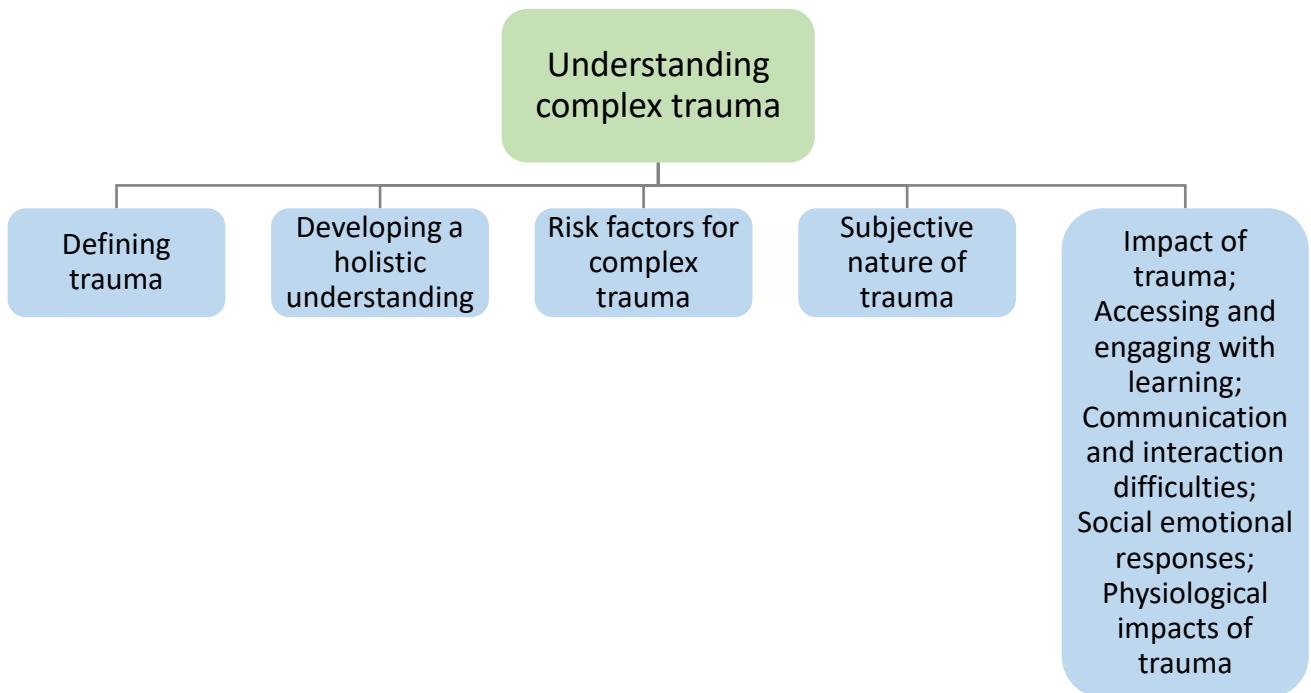 Understanding
complex trauma
Defining
trauma
Developing a
holistic
understanding
Risk factors for
complex
trauma
Subjective
nature of
trauma
Impact of
trauma;
Accessing and
engaging with
learning;
Communication
and interaction
difficulties;
Social emotional
responses;
Physiological
impacts of
trauma